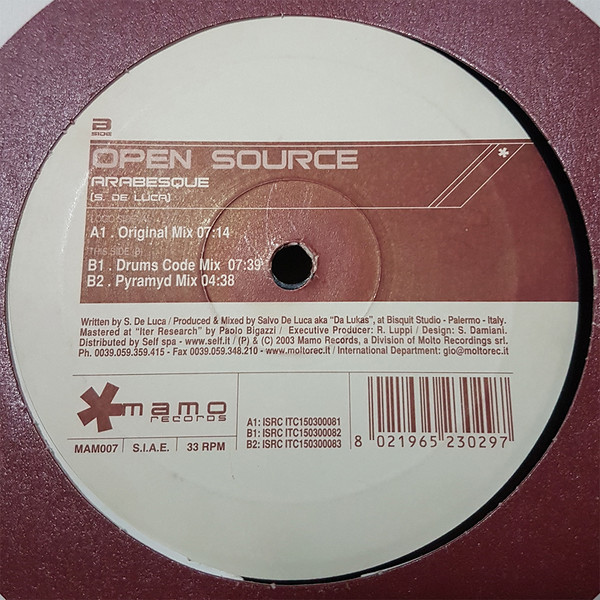 B
SIDE
OPEN SOURCE
*
ARABESQUE
(S. DE LUCA)
A1 . Original Mix 07:14
THIS SIDE B)
B1 . Drums Code Mix 07:39
B2 . Pyramyd Mix 04:38
Written by S. De Luca / Produced & Mixed by Salvo De Luca aka "Da Lukas", at Bisquit Studio - Palermo - Italy.
Mastered at "Iter Research" by Paolo Bigazzi / Executive Producer: R. Luppi / Design: S. Damiani.
Distributed by Self spa - www.self.it / (P) & (C) 2003 Mamo Records, a Division of Molto Recordings srl.
Ph. 0039.059.359.415 - Fax 0039.059.348.210 - www.moltorec.it / International Department: gio@moltorec.it
mamo
records
MAM007 S.I.A.E. 33 RPM
A1: ISRC ITC150300081
B1: ISRC ITC150300082
B2: ISRC ITC150300083
8 021965 230297